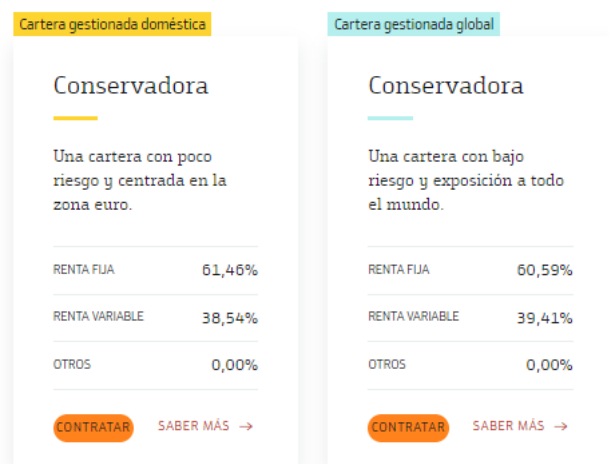 Cartera gestionada doméstica
Conservadora
Una cartera con poco
riesgo y centrada en la
zona euro.
RENTA FIJA 61,46%
RENTA VARIABLE 38,54%
OTROS 0,00%
CONTRATAR SABER MÁS →
Cartera gestionada global
Conservadora
Una cartera con bajo
riesgo y exposición a todo
el mundo.
RENTA FIJA 60,59%
RENTA VARIABLE 39,41%
OTROS 0,00%
CONTRATAR SABER MÁS →